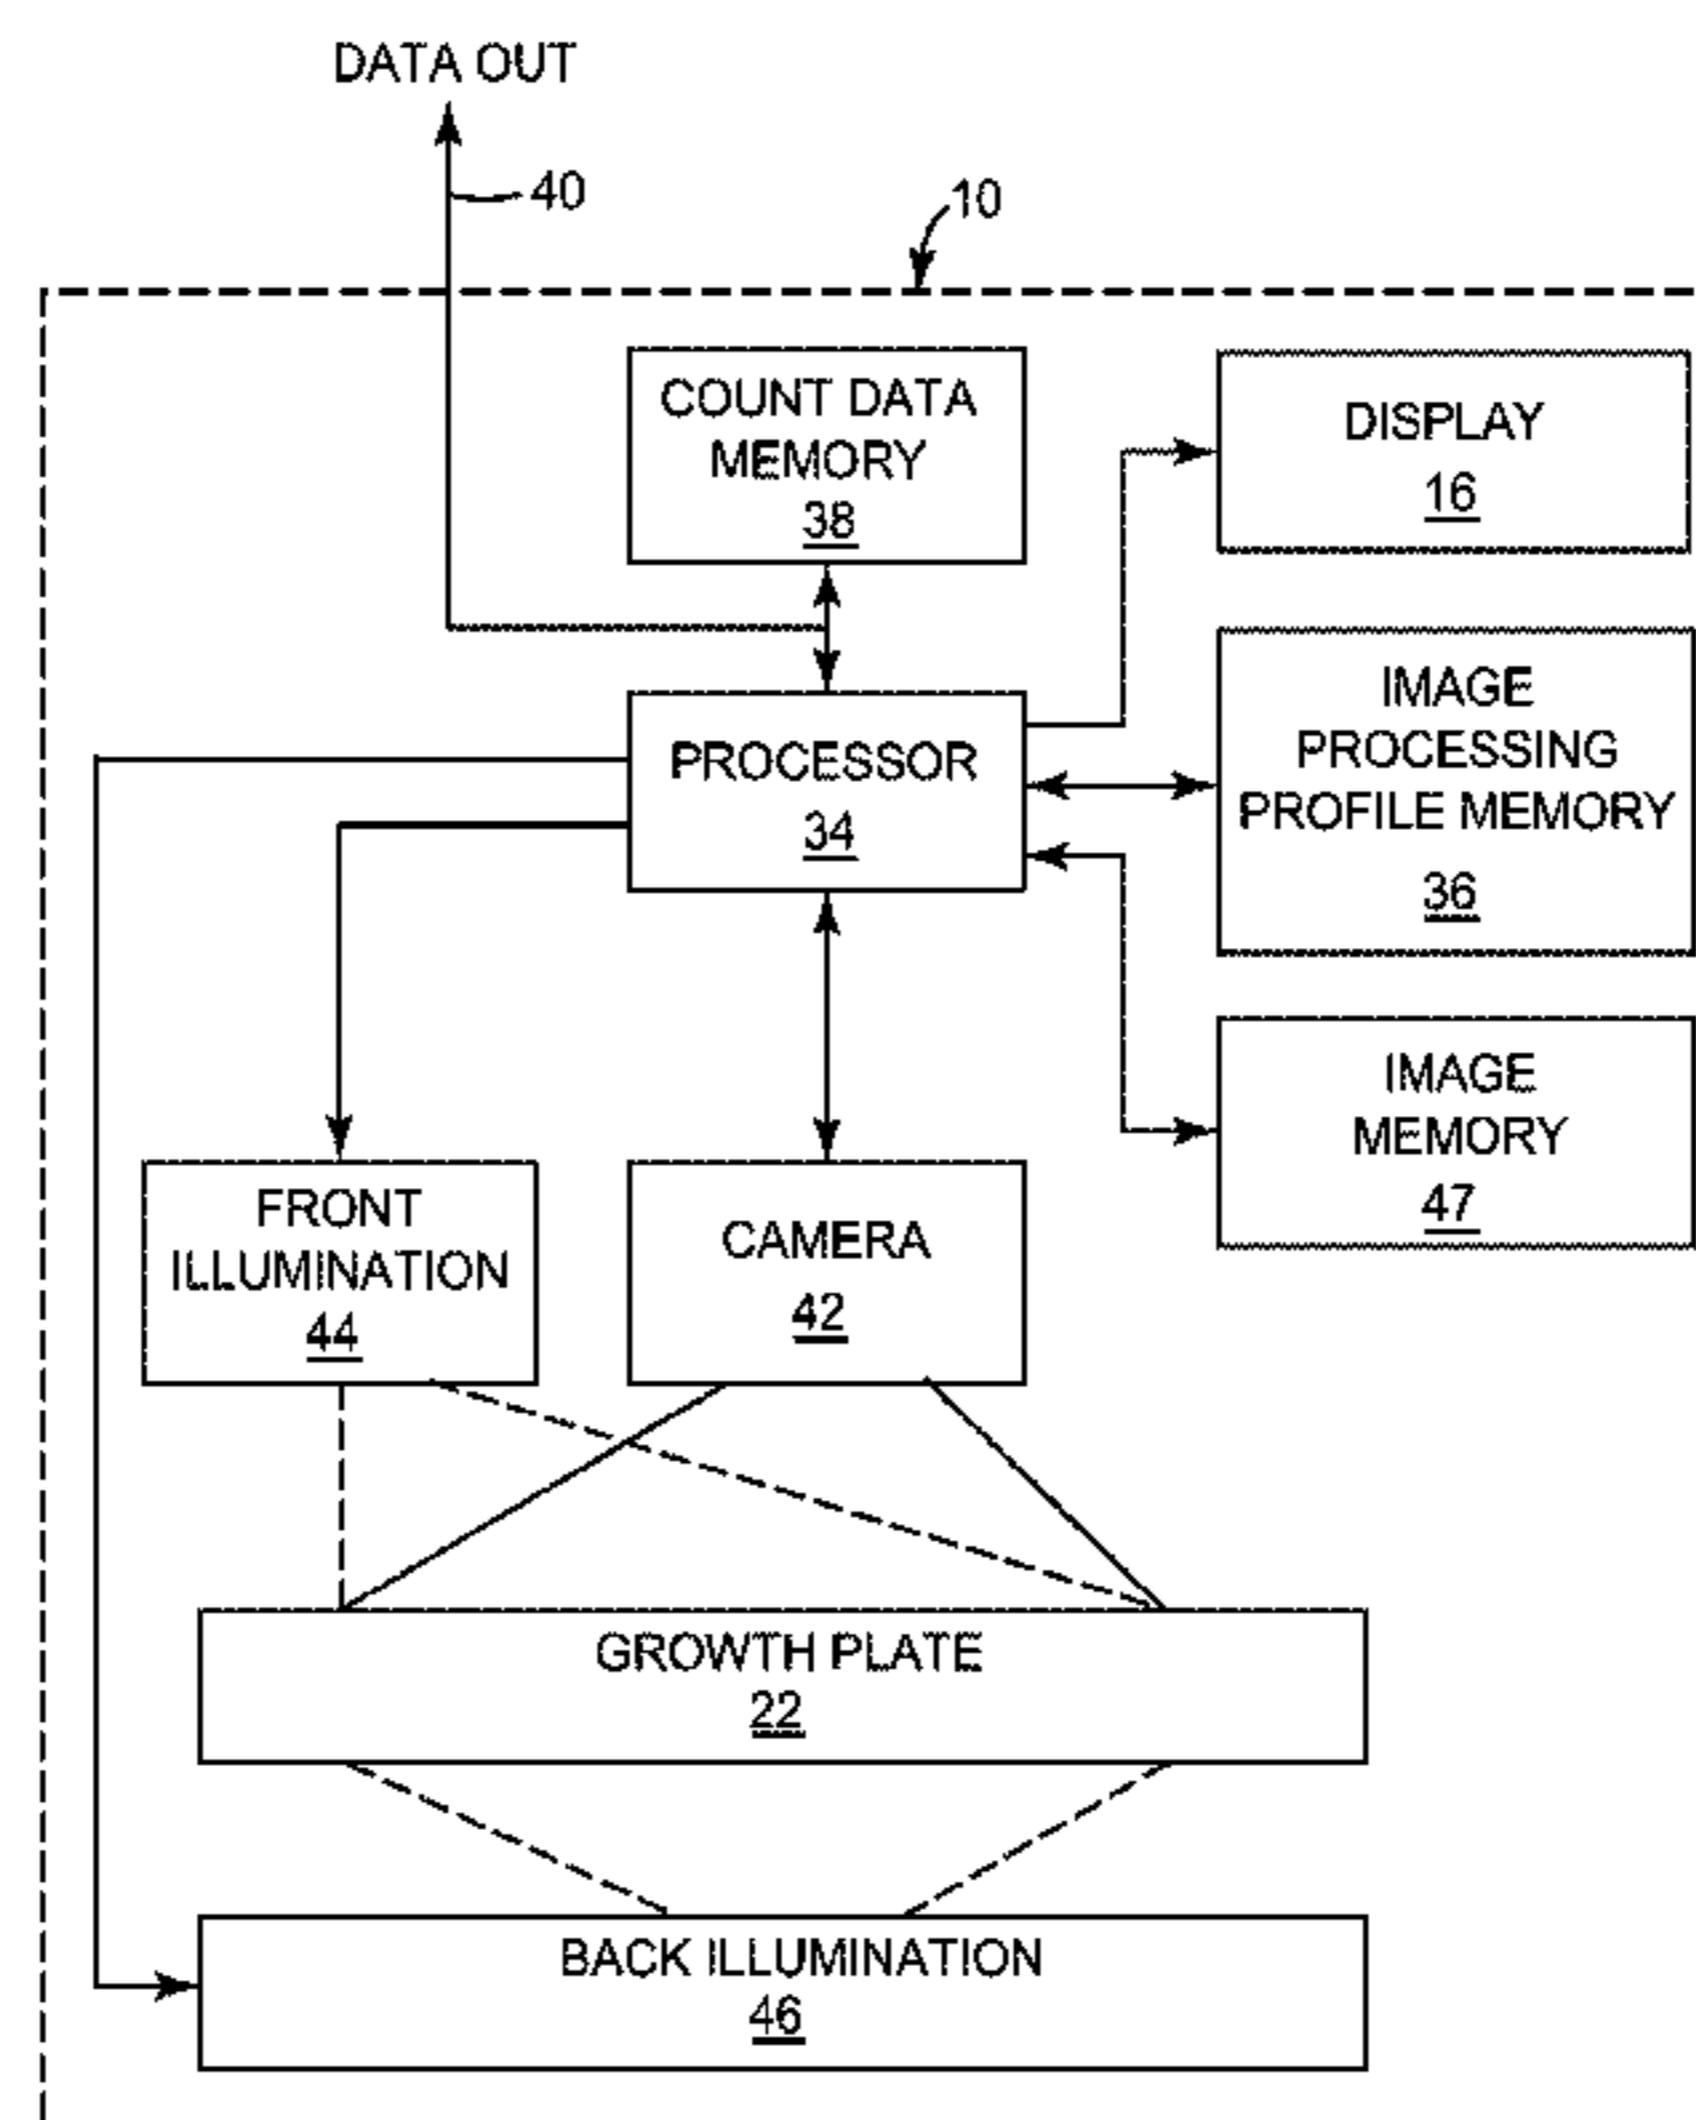 DATA OUT
40
10
COUNT DATA
MEMORY
38
DISPLAY
16
PROCESSOR
34
IMAGE
PROCESSING
PROFILE MEMORY
36
IMAGE
MEMORY
47
FRONT
ILLUMINATION
44
CAMERA
42
GROWTH PLATE
22
BACK ILLUMINATION
46